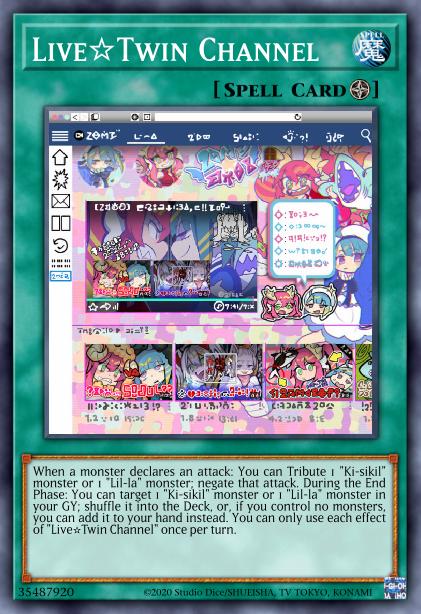 LIVE☆TWIN CHANNEL
SPELL
魔
[SPELL CARD]
When a monster declares an attack: You can Tribute 1 "Ki-sikil"
monster or 1 "Lil-la" monster; negate that attack. During the End
Phase: You can target 1 "Ki-sikil" monster or 1 "Lil-la" monster in
your GY; shuffle it into the Deck, or, if you control no monsters,
you can add it to your hand instead. You can only use each effect
of "Live☆Twin Channel" once per turn.
35487920
©2020 Studio Dice/SHUEISHA, TV TOKYO, KONAMI